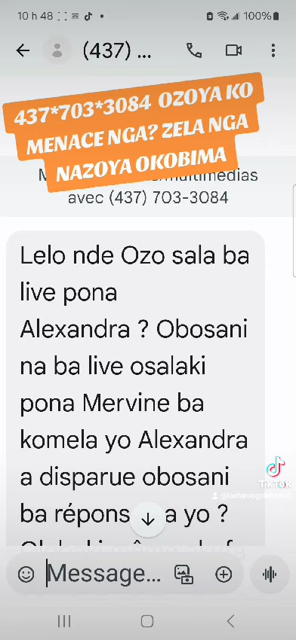 10 h 48
100%
(437) ...
437*703*3084 OZOYA KO
MENACE NGA? ZELA NGA
NAZOYA OKOBIMA
avec (437) 703-3084
Lelo nde Ozo sala ba
live pona
Alexandra ? Obosani
na ba live osalaki
pona Mervine ba
komela yo Alexandra
a disparue obosani
ba répons a yo ?
TikTok
Message...